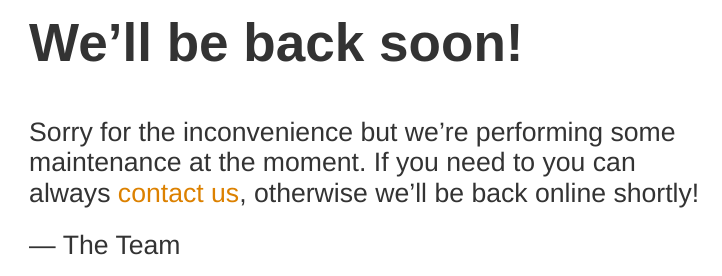 We’ll be back soon!
Sorry for the inconvenience but we’re performing some
maintenance at the moment. If you need to you can
always contact us, otherwise we’ll be back online shortly!
— The Team